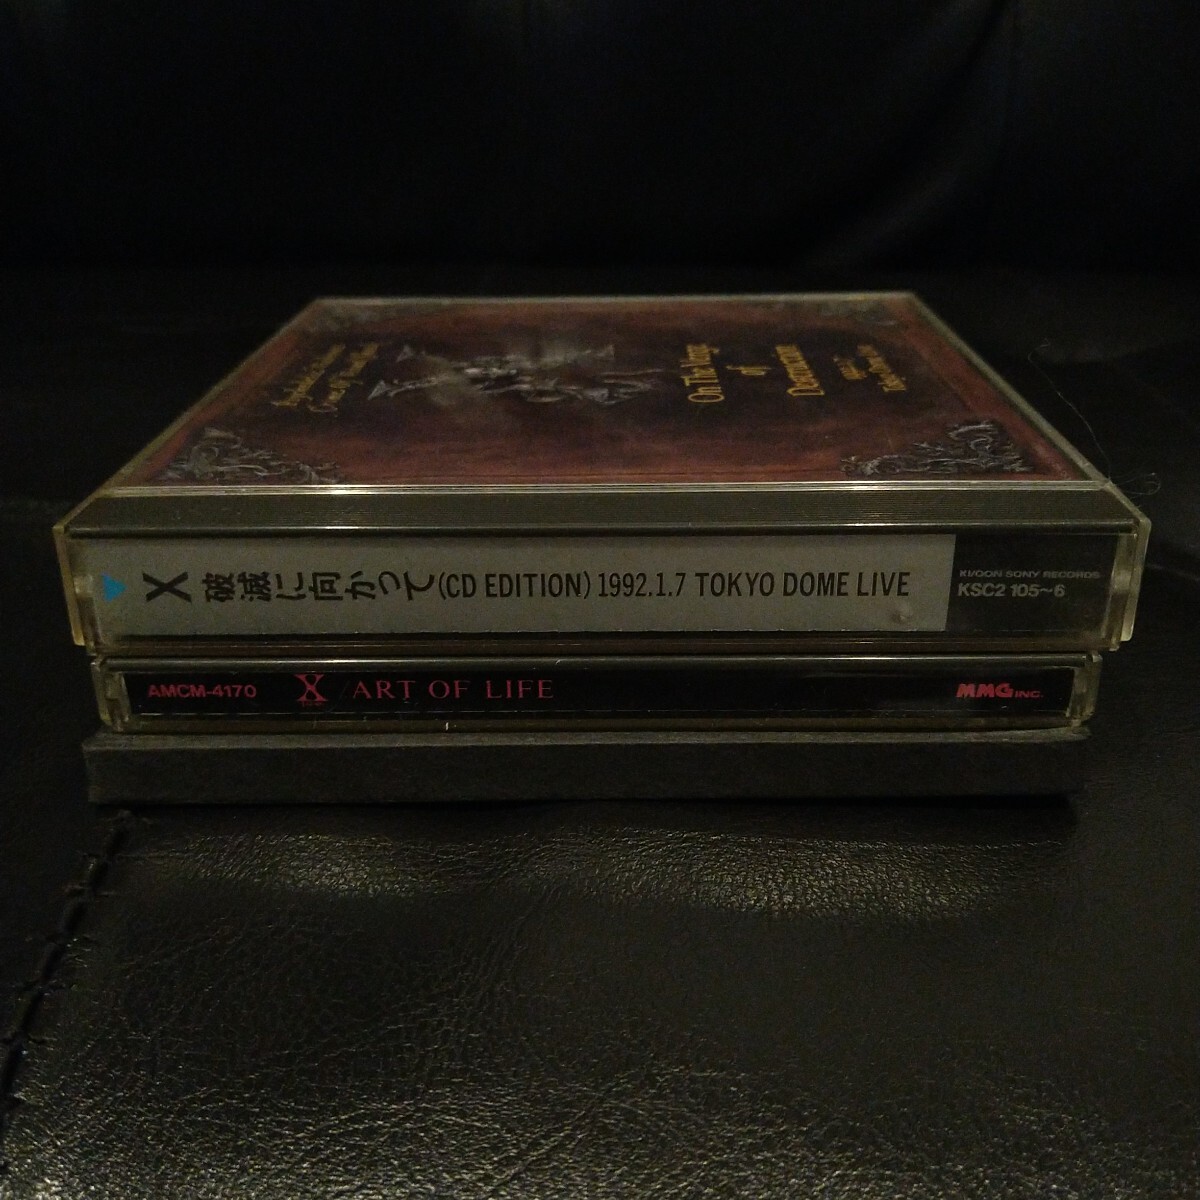 On The Verge
of
X 破滅に向かって (CD EDITION) 1992.1.7 TOKYO DOME LIVE
KI/OON SONY RECORDS
KSC2 105~6
AMCM-4170 X / ART OF LIFE MMG INC.